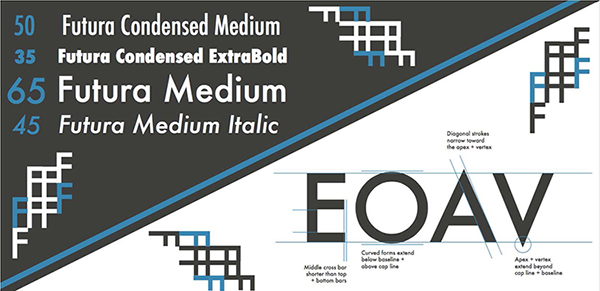 50 Futura Condensed Medium
35 Futura Condensed ExtraBold
65 Futura Medium
45 Futura Medium Italic
Diagonal strokes
narrow toward
the apex + vertex
EOAV
Middle cross bar
shorter than top
+ bottom bars
Curved forms extend
below baseline +
above cap line
Apex + vertex
extend beyond
cap line + baseline